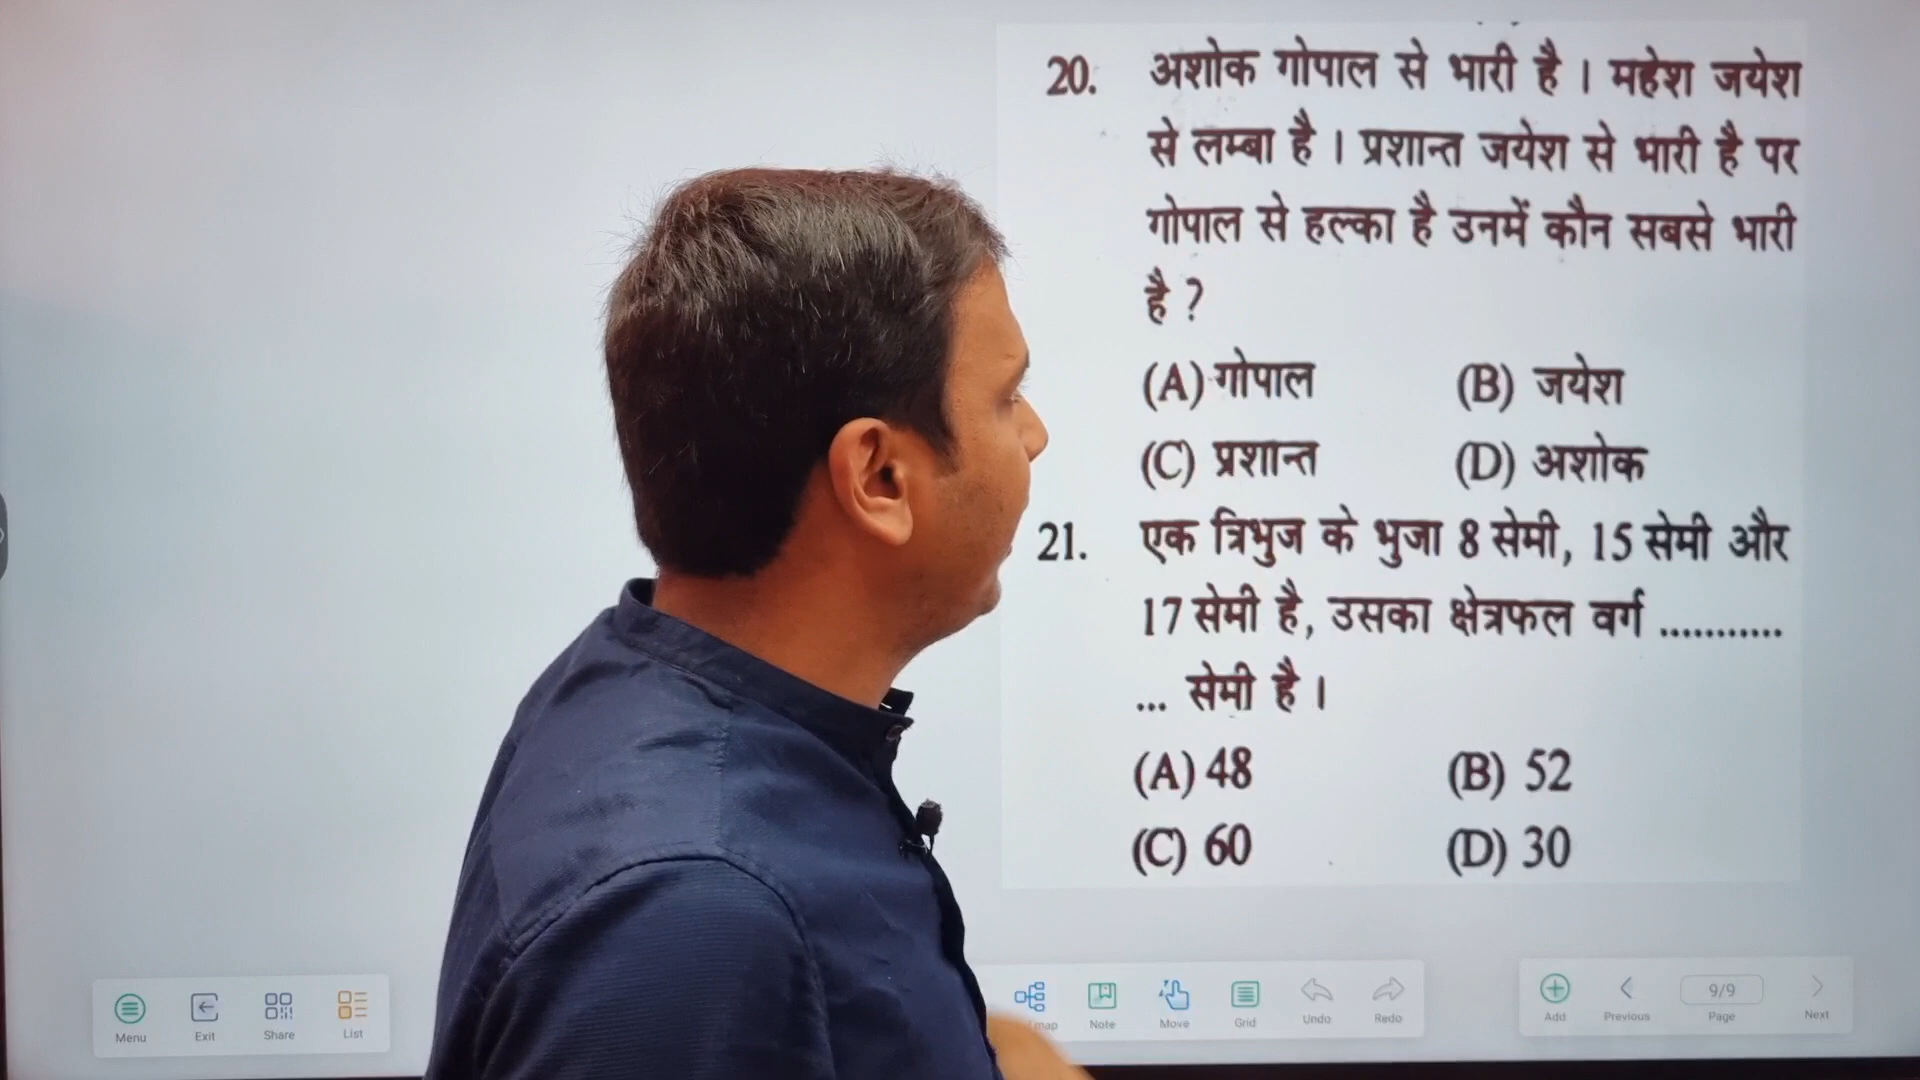 20. अशोक गोपाल से भारी है । महेश जयेश
से लम्बा है । प्रशान्त जयेश से भारी है पर
गोपाल से हल्का है उनमें कौन सबसे भारी
है ?
(A) गोपाल (B) जयेश
(C) प्रशान्त (D) अशोक
21. एक त्रिभुज के भुजा 8 सेमी, 15 सेमी और
17 सेमी है, उसका क्षेत्रफल वर्ग ...........
... सेमी है ।
(A) 48 (B) 52
(C) 60 (D) 30
Menu Exit Share List map Note Move Grid Undo Redo Add Previous 9/9 Page Next